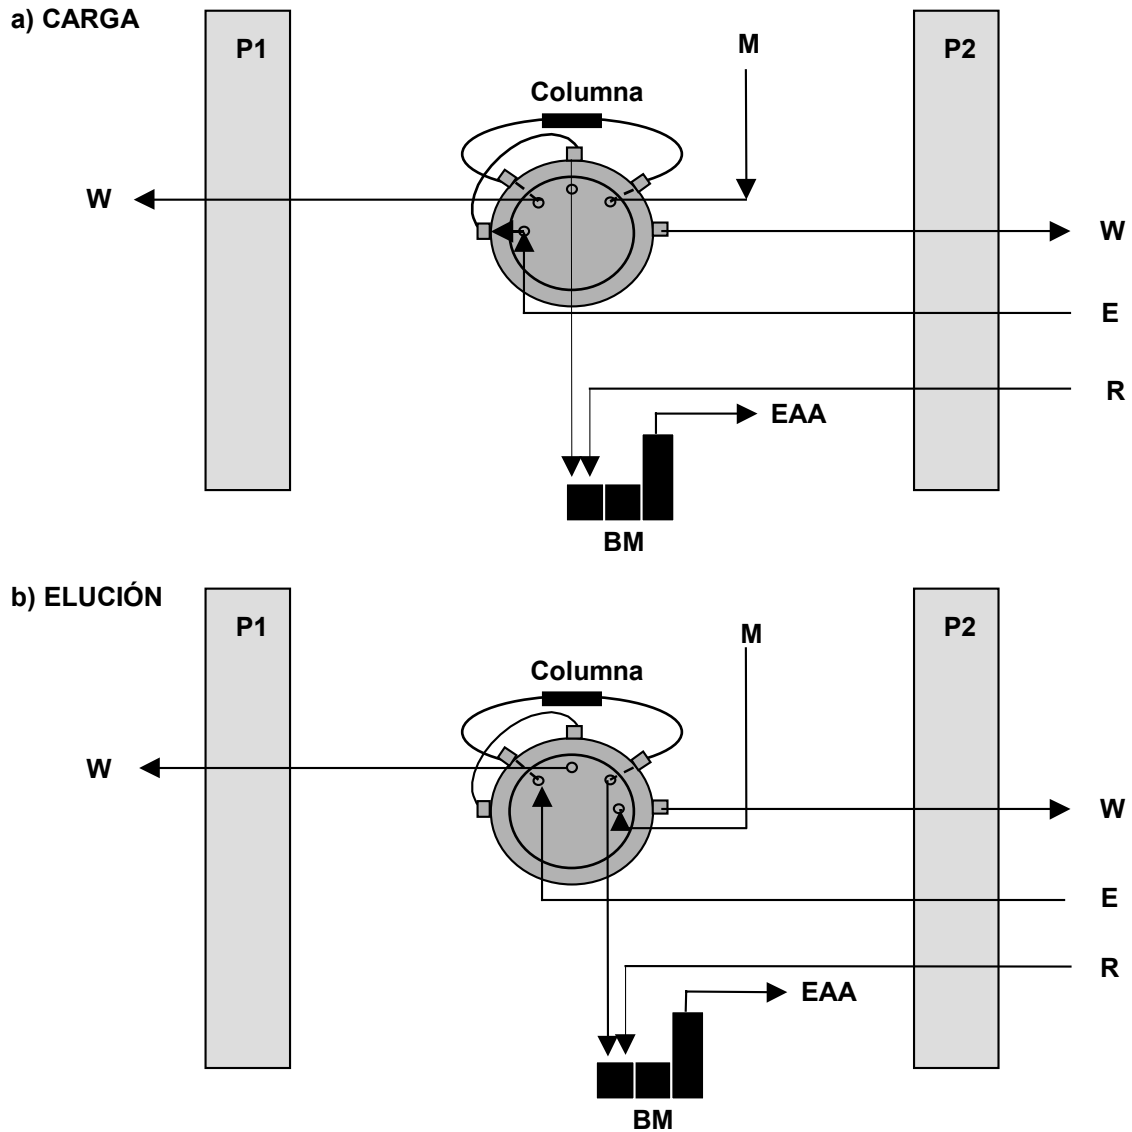 a) CARGA
P1
M
P2
Columna
W
W
E
R
EAA
BM
b) ELUCIÓN
P1
M
P2
Columna
W
W
E
R
EAA
BM